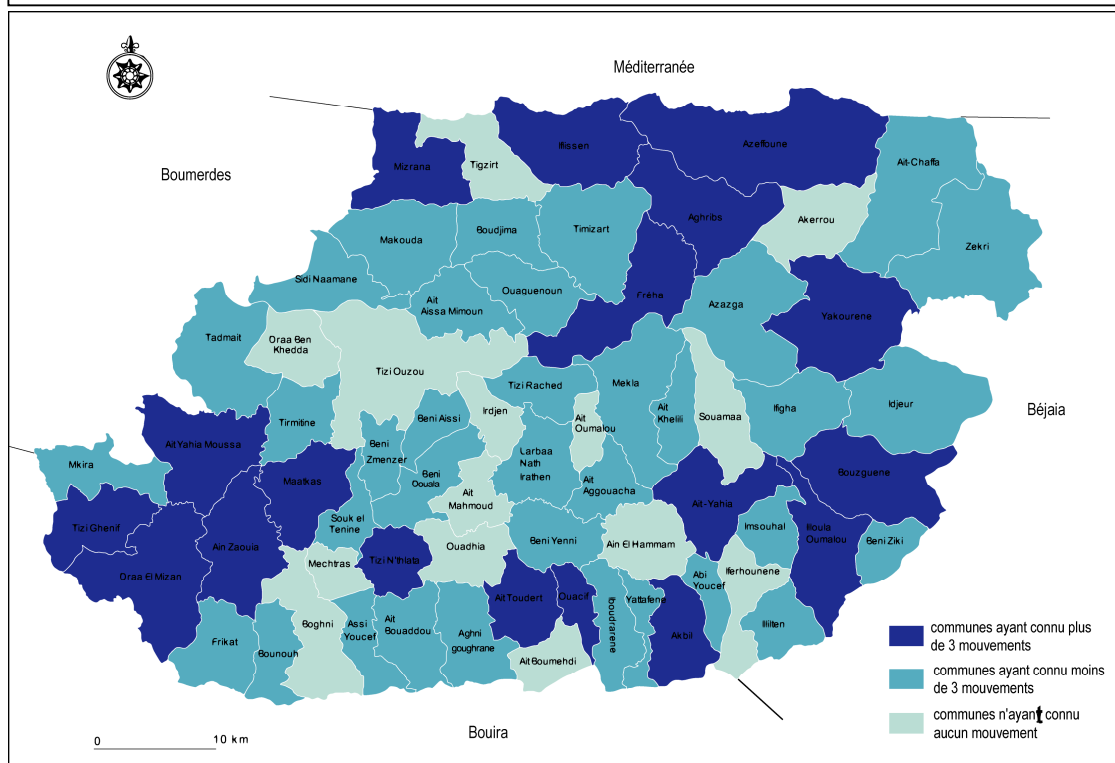 Méditerranée
Boumerdes
Mizrana
Tigzirt
Iflissen
Azeffoune
Ait-Chaffa
Aghribs
Akerrou
Zekri
Makouda
Boudjima
Timizart
Sidi Naamane
Ait
Aissa Mimoun
Ouaguenoun
Fréha
Azazga
Yakourene
Tadmait
Draa Ben
Khedda
Tizi Ouzou
Tizi Rached
Mekla
Ait
Khelili
Souamaa
Ifigha
Idjeur
Béjaia
Tirmitine
Beni Aissi
Irdjen
Ait
Oumalou
Ait Yahia Moussa
Beni
Zmenzer
Beni
Douala
Larbaa
Nath
Irathen
Mkira
Maatkas
Ait
Mahmoud
Ait
Aggouacha
Ait-Yahia
Bouzguene
Tizi Ghenif
Ain Zaouia
Souk el
Tenine
Ouadhia
Beni Yenni
Ain El Hammam
Imsouhal
Illoula
Oumalou
Beni Ziki
Draa El Mizan
Mechtras
Tizi N'thlata
Abi
Youcef
Iferhounene
Frikat
Bounouh
Boghni
Assi
Youcef
Ait
Bouaddou
Aghni
goughrane
Ait Toudert
Ouacif
Iboudrarene
Yattafene
Akbil
Illilten
Ait Boumehdi
Bouira
0 10 km
communes ayant connu plus
de 3 mouvements
communes ayant connu moins
de 3 mouvements
communes n'ayant connu
aucun mouvement